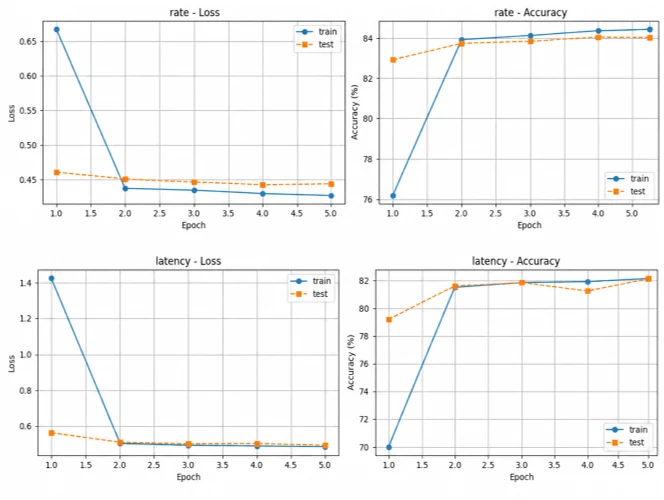 rate - Loss
train
test
Loss
0.65
0.60
0.55
0.50
0.45
1.0 1.5 2.0 2.5 3.0 3.5 4.0 4.5 5.0
Epoch
rate - Accuracy
Accuracy (%)
84
82
80
78
76
train
test
1.0 1.5 2.0 2.5 3.0 3.5 4.0 4.5 5.0
Epoch
latency - Loss
train
test
Loss
1.4
1.2
1.0
0.8
0.6
1.0 1.5 2.0 2.5 3.0 3.5 4.0 4.5 5.0
Epoch
latency - Accuracy
Accuracy (%)
82
80
78
76
74
72
70
train
test
1.0 1.5 2.0 2.5 3.0 3.5 4.0 4.5 5.0
Epoch